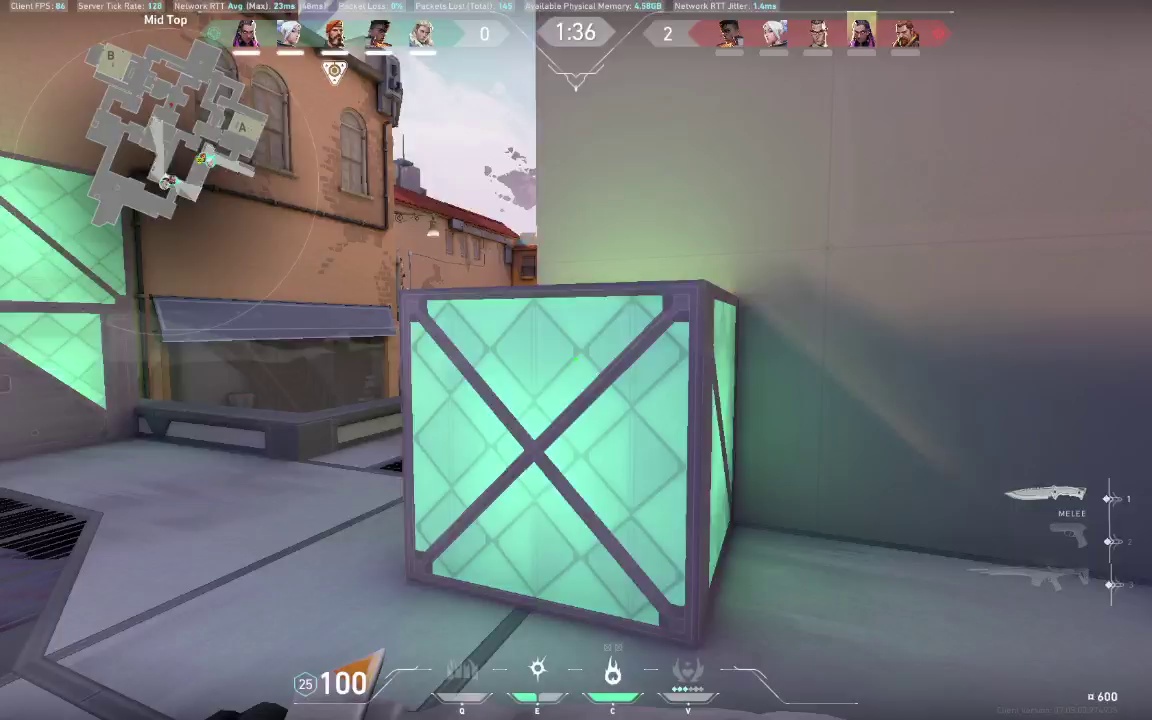 Client FPS: 86 Server Tick Rate: 128 Network RTT Avg (Max): 23ms (48ms) Packet Loss: 0% Packets Lost (Total): 145 Available Physical Memory: 4.58GB Network RTT Jitter: 1.4ms
Mid Top
0 1:36 2
B
A
1
MELEE
2
3
25 100
Q E C V
¤ 600